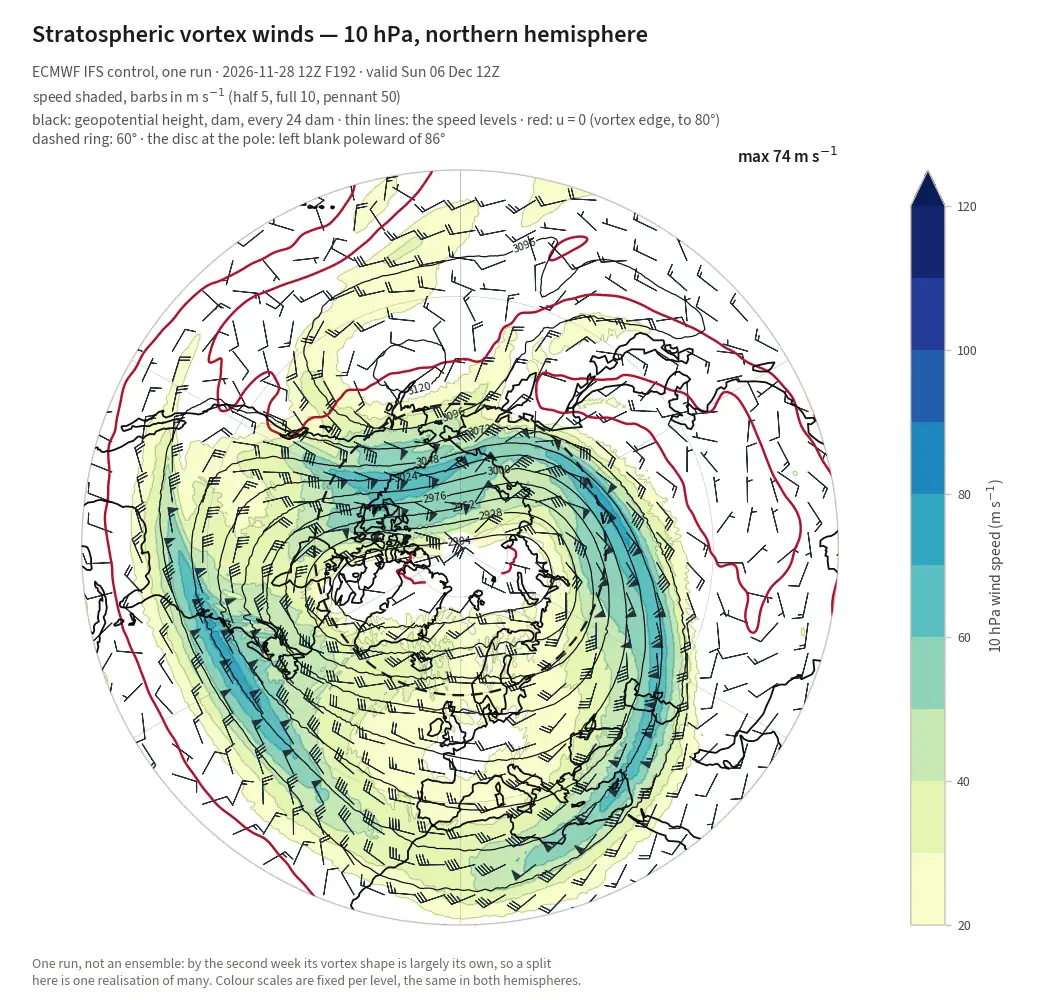 Stratospheric vortex winds — 10 hPa, northern hemisphere
ECMWF IFS control, one run · 2026-11-28 12Z F192 · valid Sun 06 Dec 12Z
speed shaded, barbs in m s⁻¹ (half 5, full 10, pennant 50)
black: geopotential height, dam, every 24 dam · thin lines: the speed levels · red: u = 0 (vortex edge, to 80°)
dashed ring: 60° · the disc at the pole: left blank poleward of 86°
max 74 m s⁻¹
120
100
80
60
40
20
10 hPa wind speed (m s⁻¹)
3096
3120
3096
3072
3048
3024
3000
2976
2952
2928
2904
One run, not an ensemble: by the second week its vortex shape is largely its own, so a split
here is one realisation of many. Colour scales are fixed per level, the same in both hemispheres.